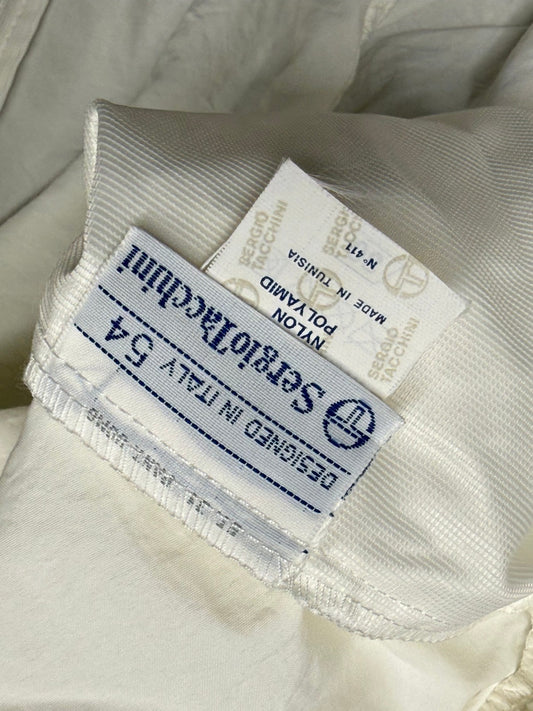 Sergio Tacchini
DESIGNED IN ITALY 54
SERGIO
TACCHINI
NYLON
POLYAMID
MADE IN TUNISIA
N° 411
SERGIO
TACCHINI